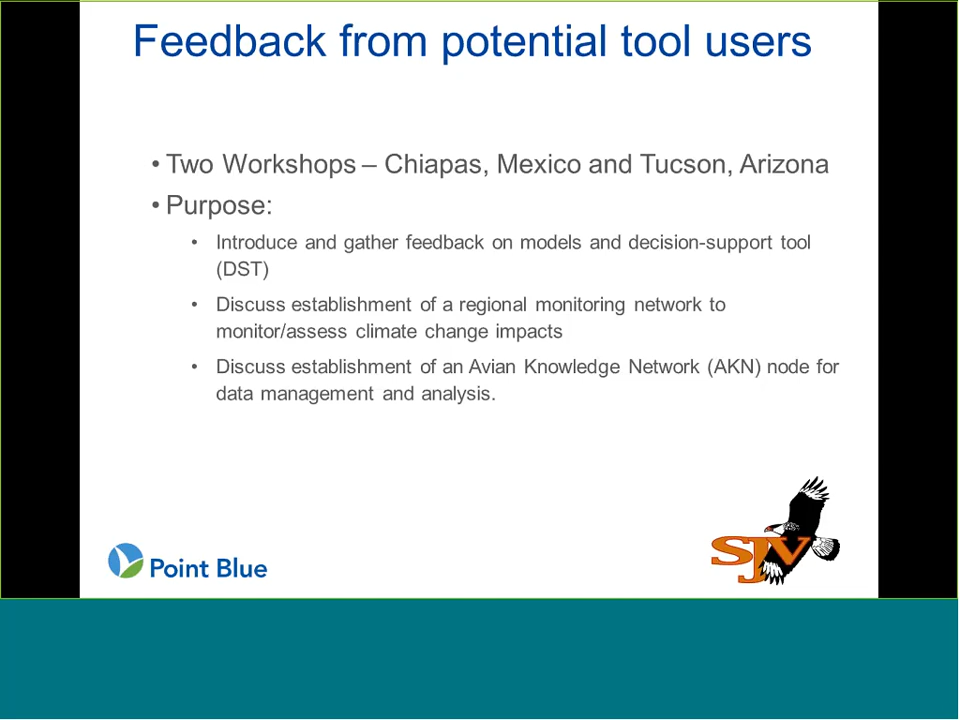 Feedback from potential tool users
• Two Workshops – Chiapas, Mexico and Tucson, Arizona
• Purpose:
• Introduce and gather feedback on models and decision-support tool
(DST)
• Discuss establishment of a regional monitoring network to
monitor/assess climate change impacts
• Discuss establishment of an Avian Knowledge Network (AKN) node for
data management and analysis.
Point Blue
SJV